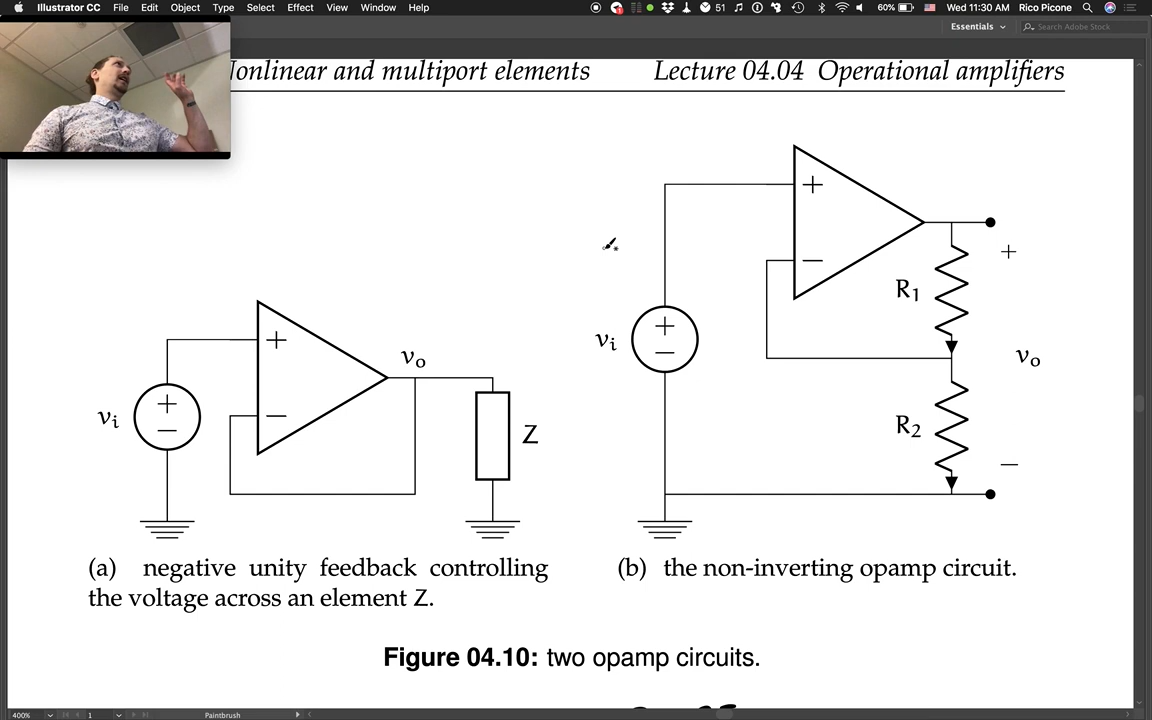 Illustrator CC File Edit Object Type Select Effect View Window Help 51 60% Wed 11:30 AM Rico Picone
Essentials Search Adobe Stock
Nonlinear and multiport elements Lecture 04.04 Operational amplifiers
+
−
vᵢ
+
−
vₒ
Z
+
−
vᵢ
+
−
R₁
R₂
+
vₒ
−
(a) negative unity feedback controlling
the voltage across an element Z.
(b) the non-inverting opamp circuit.
Figure 04.10: two opamp circuits.
400% 1 Paintbrush